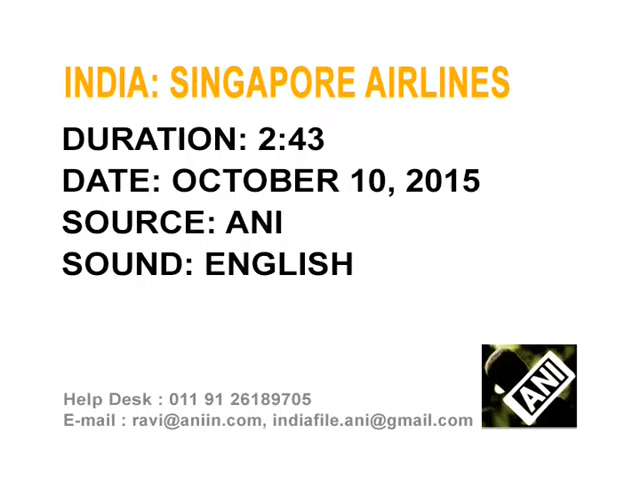 INDIA: SINGAPORE AIRLINES
DURATION: 2:43
DATE: OCTOBER 10, 2015
SOURCE: ANI
SOUND: ENGLISH
Help Desk : 011 91 26189705
E-mail : ravi@aniin.com, indiafile.ani@gmail.com
ANI